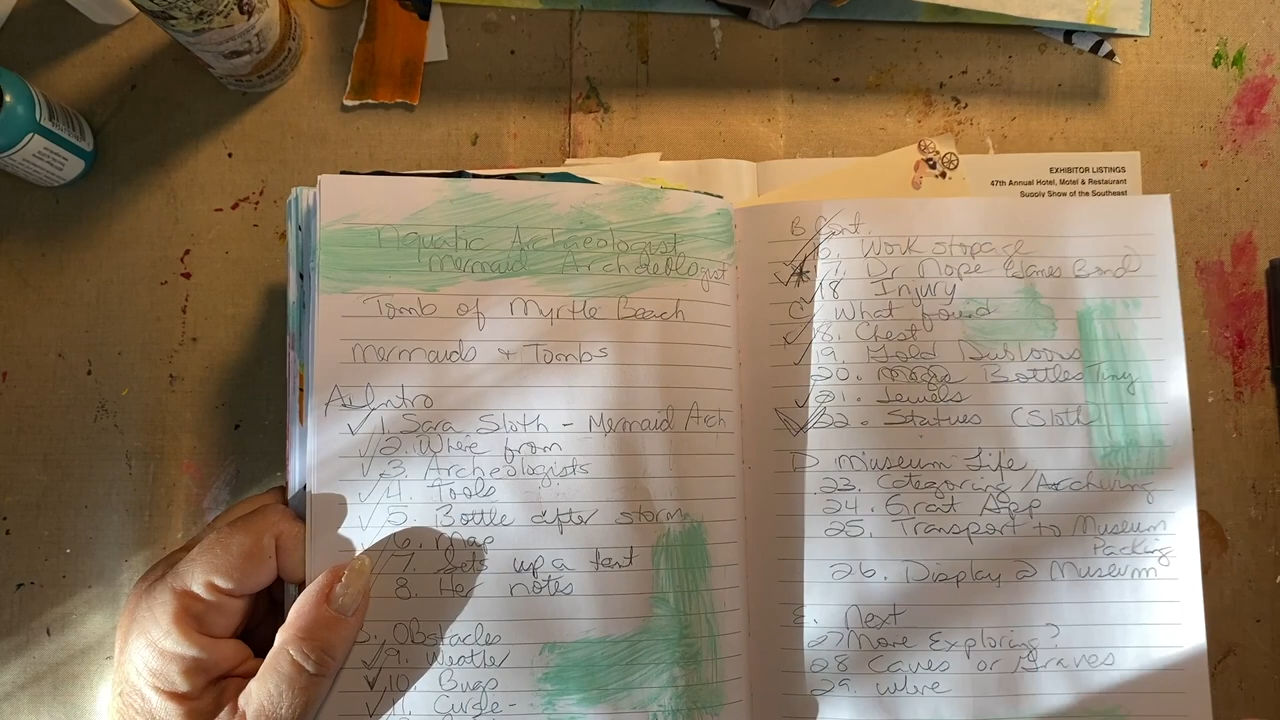 EXHIBITOR LISTINGS
47th Annual Hotel, Motel & Restaurant
Supply Show of the Southeast
Aquatic Archaeologist
Mermaid Archaeologist
Tomb of Myrtle Beach
mermaids + Tombs
A. Intro
1. Sara Sloth - Mermaid Arch
2. Where from
3. Archeologists
4. Tools
5. Bottle after storm
6. Map
7. Sets up a tent
8. Her notes
B. Obstacles
9. Weather
10. Bugs
11. Curse-
B Cont.
6. Work stopage
7. Dr Nope (James Bond)
18 Injury
C. What found
18. Chest
19. Gold Dubloons
20. Bottles Tiny
21. Jewels
22. Statues (Sloth)
D Museum Life
23. Categoring / Archiving
24. Grant App
25. Transport to Museum
Packing
26. Display @ Museum
E. Next
27 More Exploring?
28 Caves or Graves
29. Where